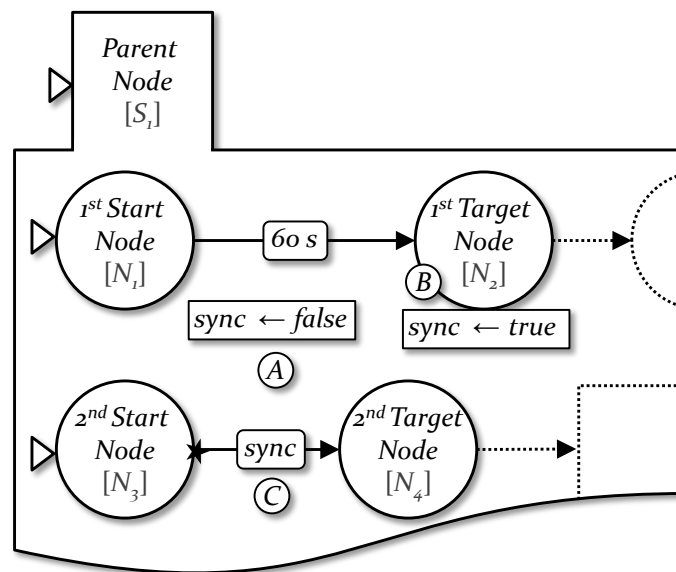 Parent
Node
[S₁]
1ˢᵗ Start
Node
[N₁]
60 s
1ˢᵗ Target
Node
[N₂]
B
sync ← false
sync ← true
A
2ⁿᵈ Start
Node
[N₃]
sync
2ⁿᵈ Target
Node
[N₄]
C